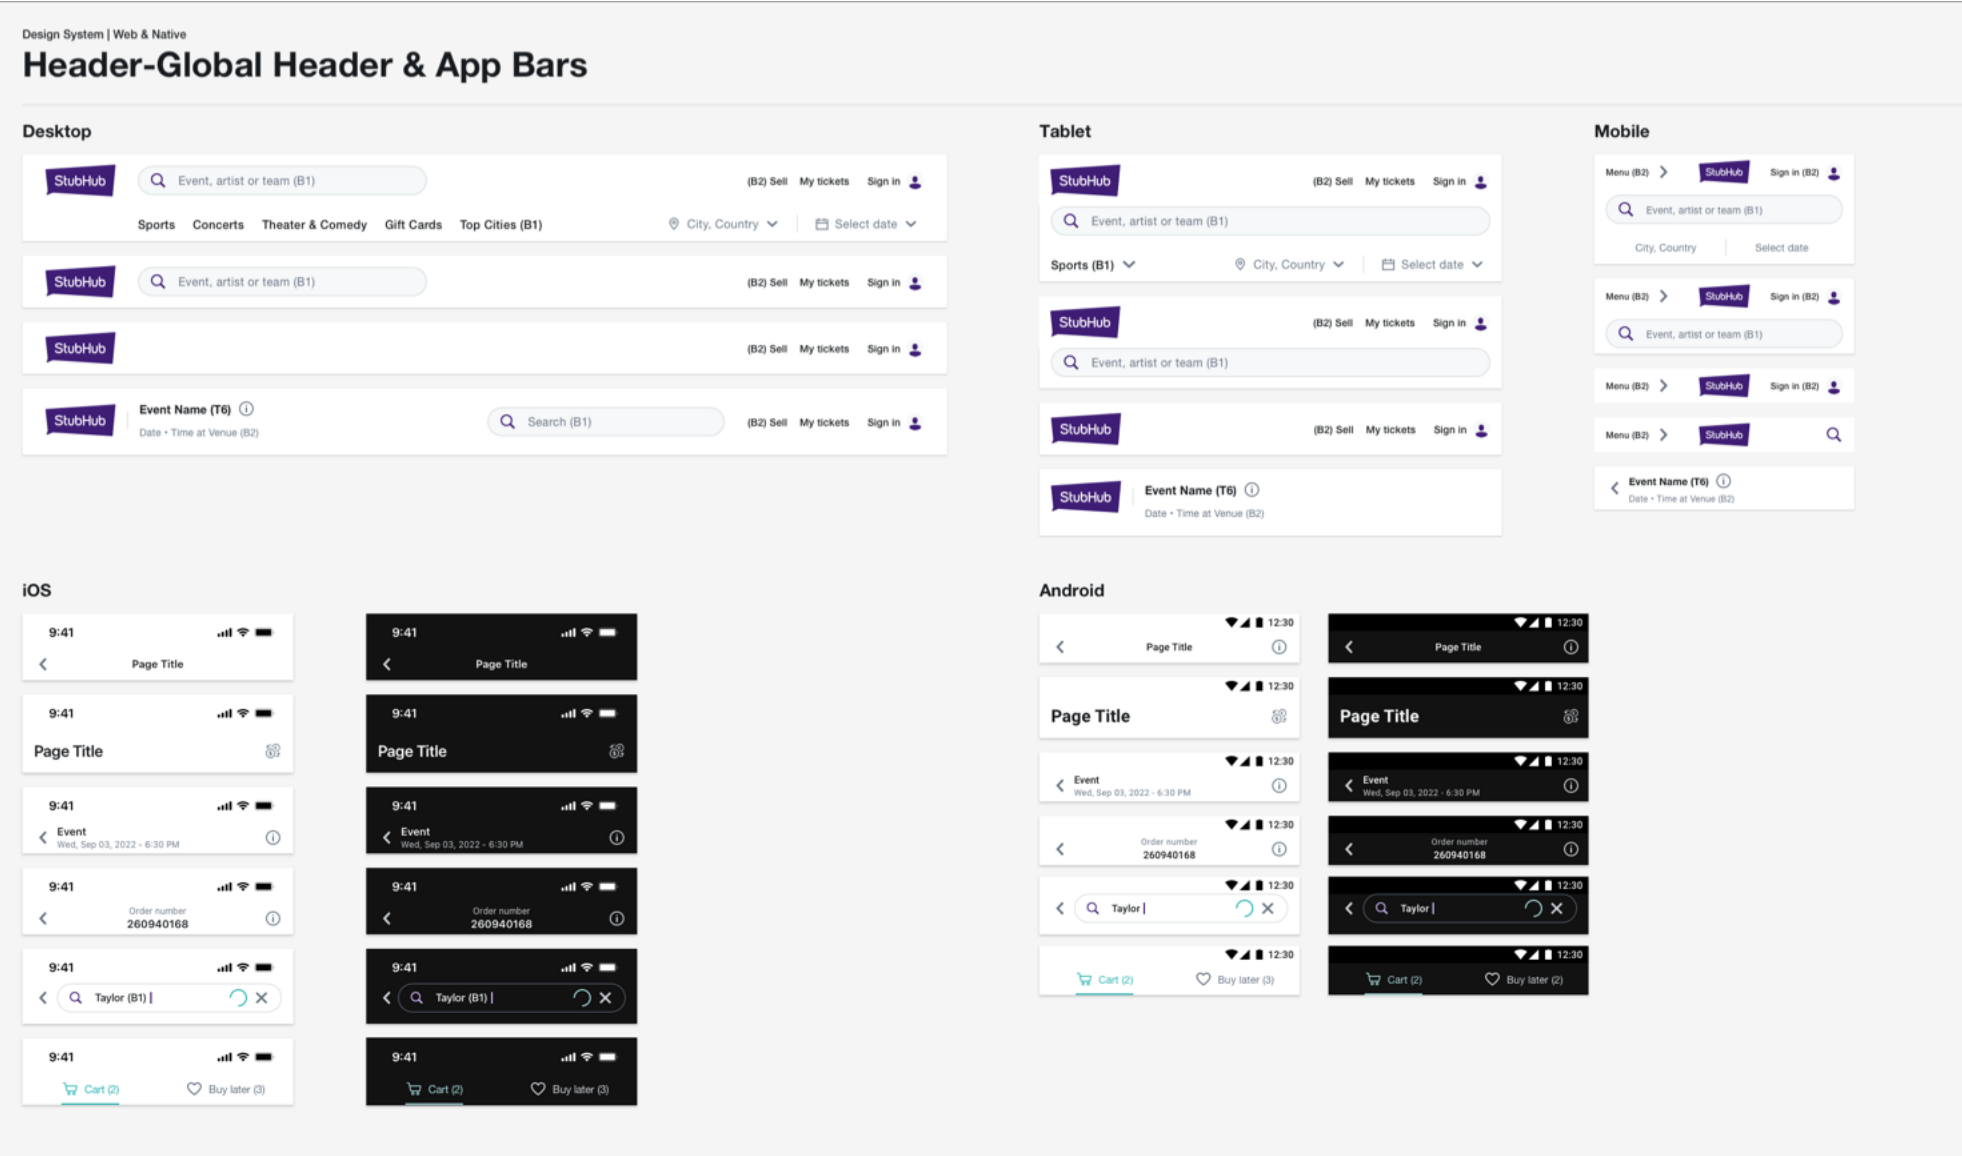 Design System | Web & Native
Header-Global Header & App Bars
Desktop
StubHub
Event, artist or team (B1)
(B2) Sell My tickets Sign in
Sports Concerts Theater & Comedy Gift Cards Top Cities (B1)
City, Country
Select date
StubHub
Event, artist or team (B1)
(B2) Sell My tickets Sign in
StubHub
(B2) Sell My tickets Sign in
StubHub
Event Name (T6)
Date • Time at Venue (B2)
Search (B1)
(B2) Sell My tickets Sign in
Tablet
StubHub
(B2) Sell My tickets Sign in
Event, artist or team (B1)
Sports (B1)
City, Country
Select date
StubHub
(B2) Sell My tickets Sign in
Event, artist or team (B1)
StubHub
(B2) Sell My tickets Sign in
StubHub
Event Name (T6)
Date • Time at Venue (B2)
Mobile
Menu (B2)
StubHub
Sign in (B2)
Event, artist or team (B1)
City, Country
Select date
Menu (B2)
StubHub
Sign in (B2)
Event, artist or team (B1)
Menu (B2)
StubHub
Sign in (B2)
Menu (B2)
StubHub
Event Name (T6)
Date • Time at Venue (B2)
iOS
9:41
Page Title
9:41
Page Title
9:41
Event
Wed, Sep 03, 2022 - 6:30 PM
9:41
Order number
260940168
9:41
Taylor (B1)
9:41
Cart (2)
Buy later (3)
9:41
Page Title
9:41
Page Title
9:41
Event
Wed, Sep 03, 2022 - 6:30 PM
9:41
Order number
260940168
9:41
Taylor (B1)
9:41
Cart (2)
Buy later (3)
Android
12:30
Page Title
12:30
Page Title
12:30
Event
Wed, Sep 03, 2022 - 6:30 PM
12:30
Order number
260940168
12:30
Taylor
12:30
Cart (2)
Buy later (3)
12:30
Page Title
12:30
Page Title
12:30
Event
Wed, Sep 03, 2022 - 6:30 PM
12:30
Order number
260940168
12:30
Taylor
12:30
Cart (2)
Buy later (2)